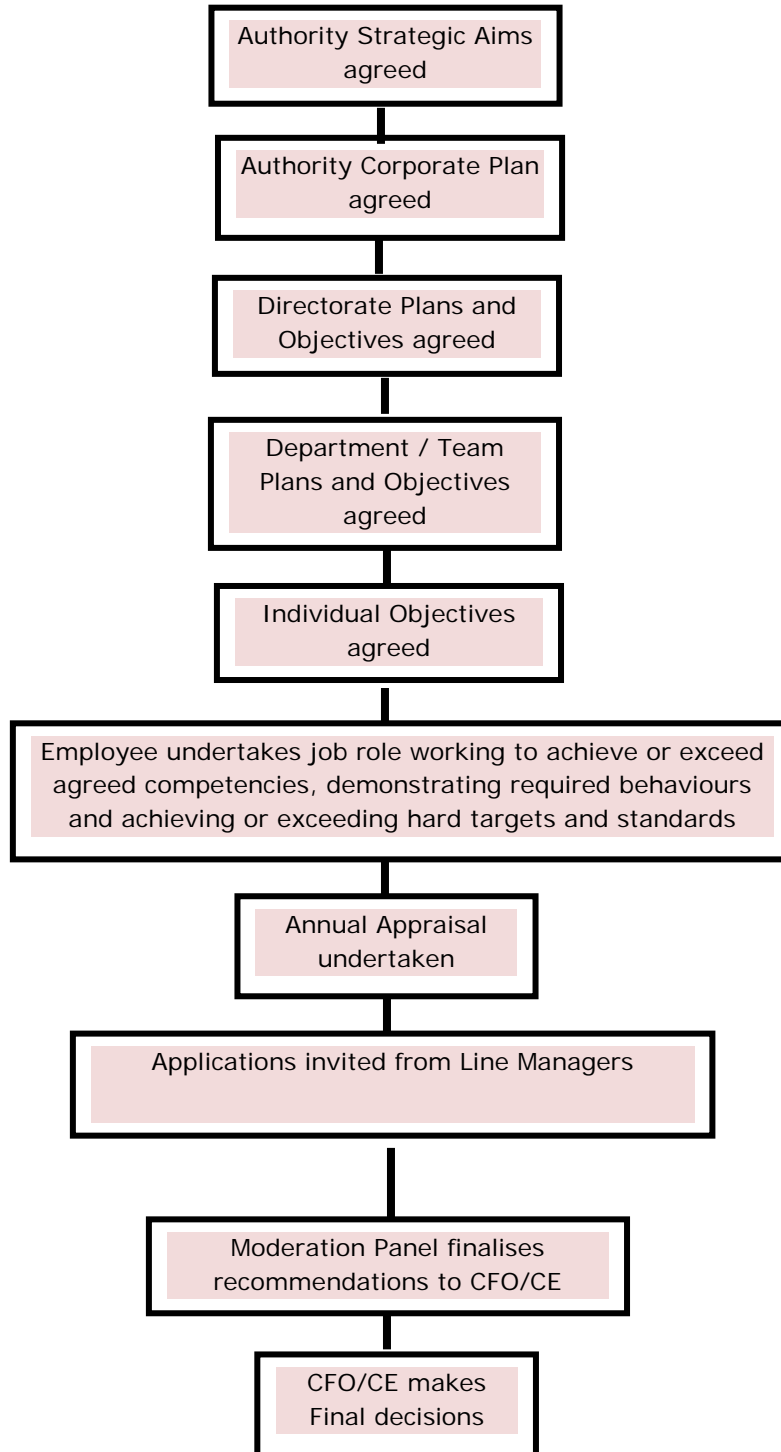 Authority Strategic Aims
agreed
Authority Corporate Plan
agreed
Directorate Plans and
Objectives agreed
Department / Team
Plans and Objectives
agreed
Individual Objectives
agreed
Employee undertakes job role working to achieve or exceed
agreed competencies, demonstrating required behaviours
and achieving or exceeding hard targets and standards
Annual Appraisal
undertaken
Applications invited from Line Managers
Moderation Panel finalises
recommendations to CFO/CE
CFO/CE makes
Final decisions